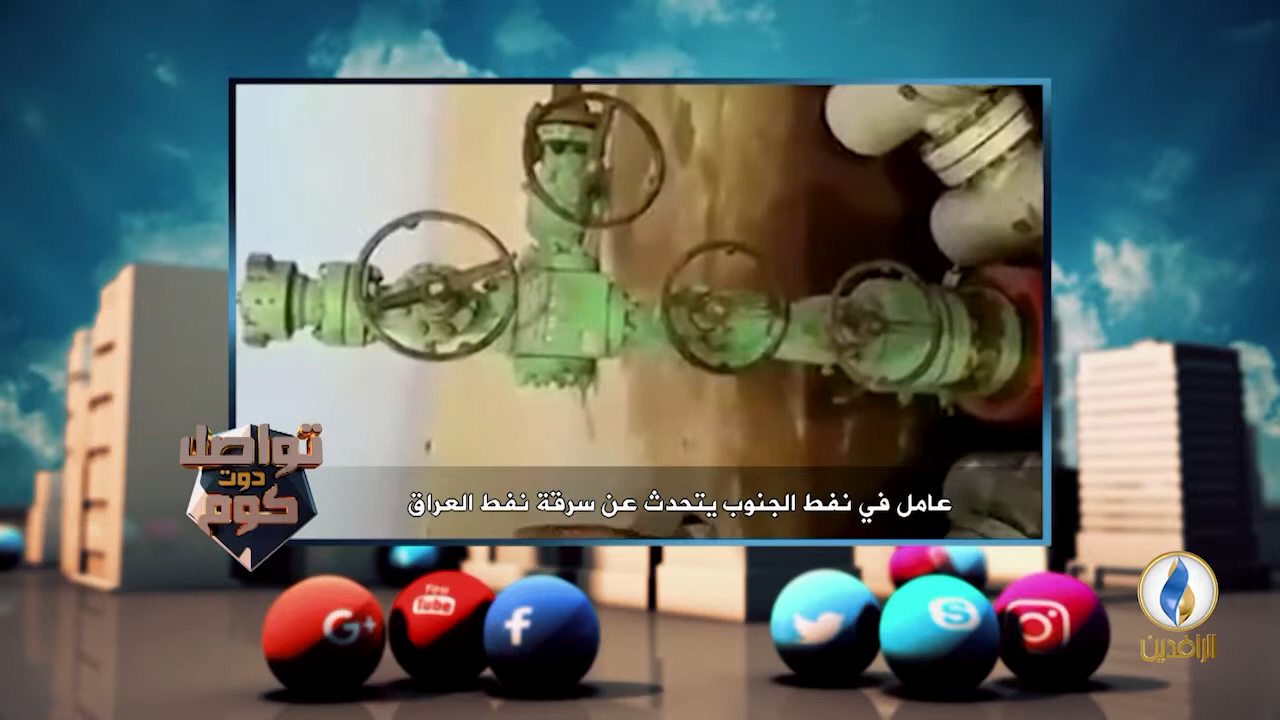 تواصل
دوت
كوم
عامل في نفط الجنوب يتحدث عن سرقة نفط العراق
G+
You
Tube
f
S
الرافدين